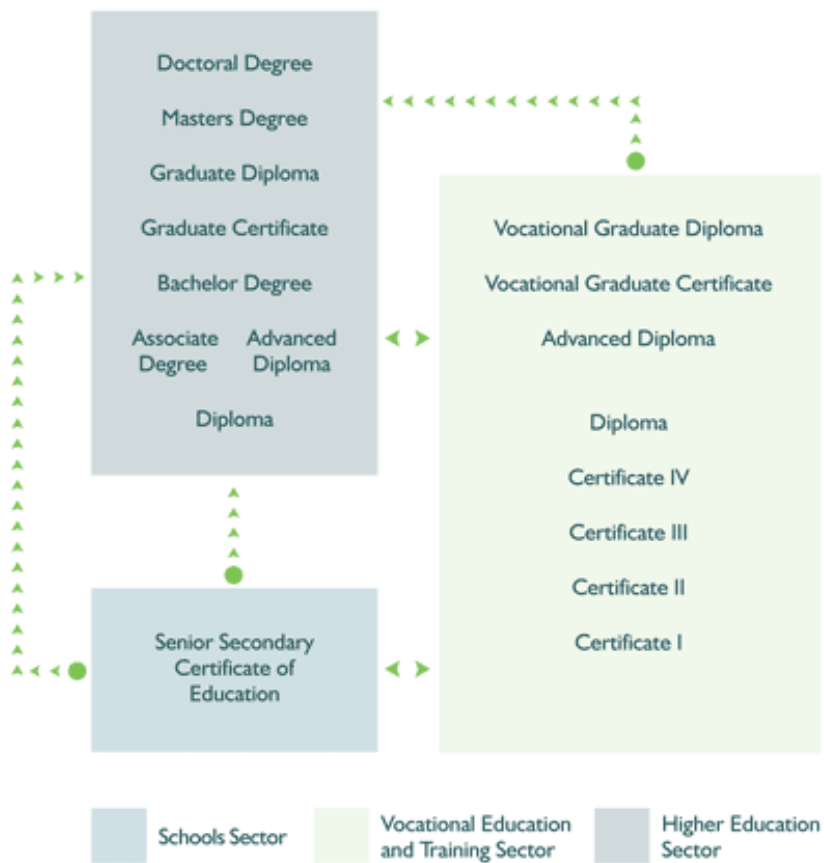 Doctoral Degree
Masters Degree
Graduate Diploma
Graduate Certificate
Bachelor Degree
Associate
Degree
Advanced
Diploma
Diploma
Vocational Graduate Diploma
Vocational Graduate Certificate
Advanced Diploma
Diploma
Certificate IV
Certificate III
Certificate II
Certificate I
Senior Secondary
Certificate of
Education
Schools Sector
Vocational Education
and Training Sector
Higher Education
Sector